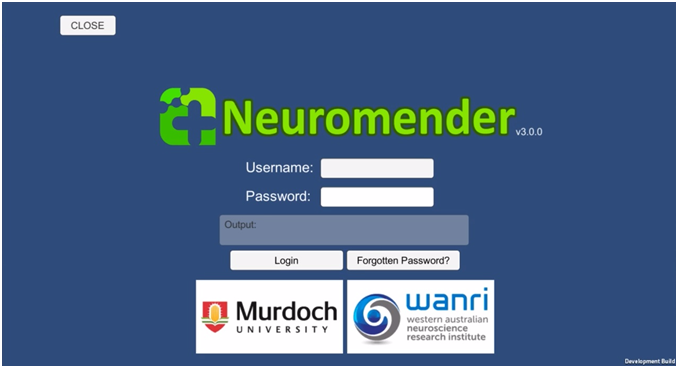 CLOSE
Neuromender v3.0.0
Username:
Password:
Output:
Login Forgotten Password?
Murdoch
UNIVERSITY
wanri
western australian
neuroscience
research institute
Development Build